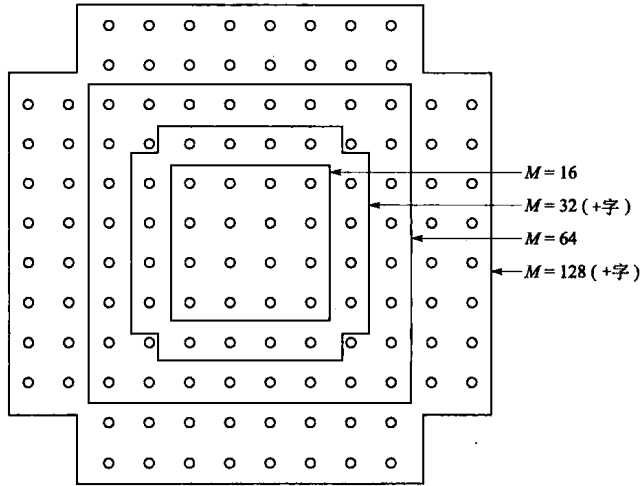 M = 16
M = 32 (+字)
M = 64
M = 128 (+字)